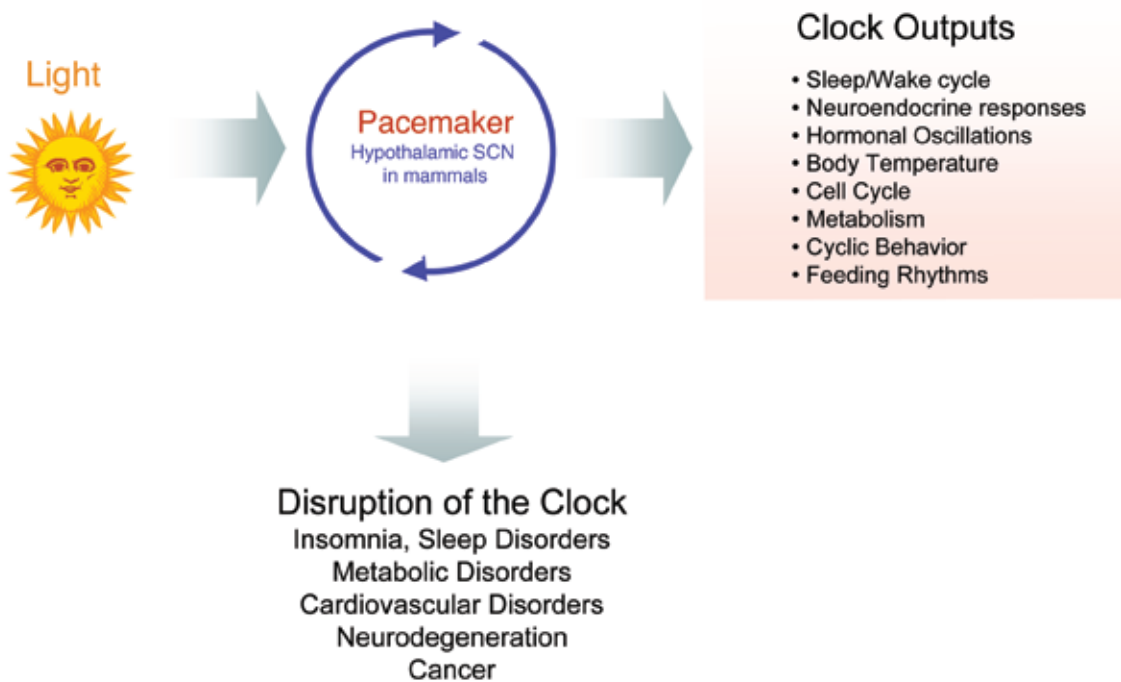 Light
Pacemaker
Hypothalamic SCN
in mammals
Clock Outputs
• Sleep/Wake cycle
• Neuroendocrine responses
• Hormonal Oscillations
• Body Temperature
• Cell Cycle
• Metabolism
• Cyclic Behavior
• Feeding Rhythms
Disruption of the Clock
Insomnia, Sleep Disorders
Metabolic Disorders
Cardiovascular Disorders
Neurodegeneration
Cancer